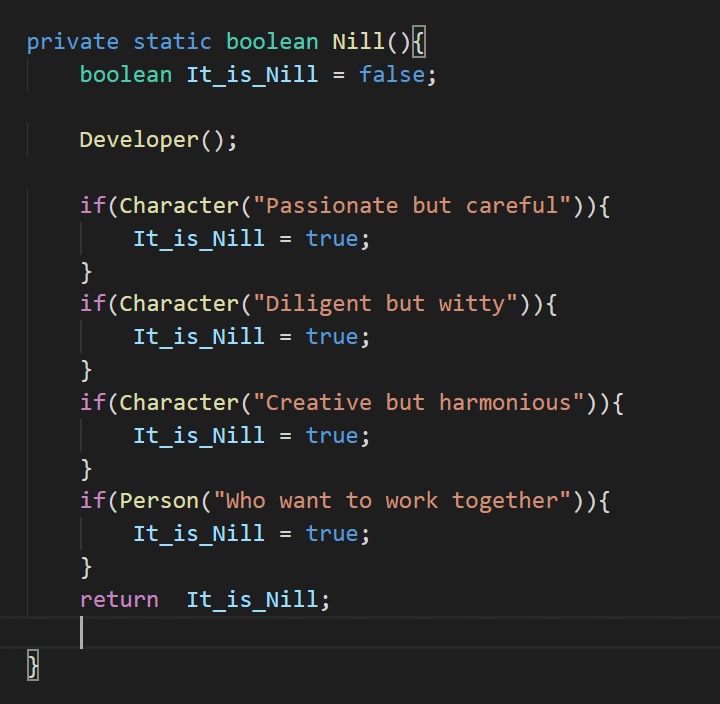 private static boolean Nill(){
boolean It_is_Nill = false;
Developer();
if(Character("Passionate but careful")){
It_is_Nill = true;
}
if(Character("Diligent but witty")){
It_is_Nill = true;
}
if(Character("Creative but harmonious")){
It_is_Nill = true;
}
if(Person("Who want to work together")){
It_is_Nill = true;
}
return  It_is_Nill;
}